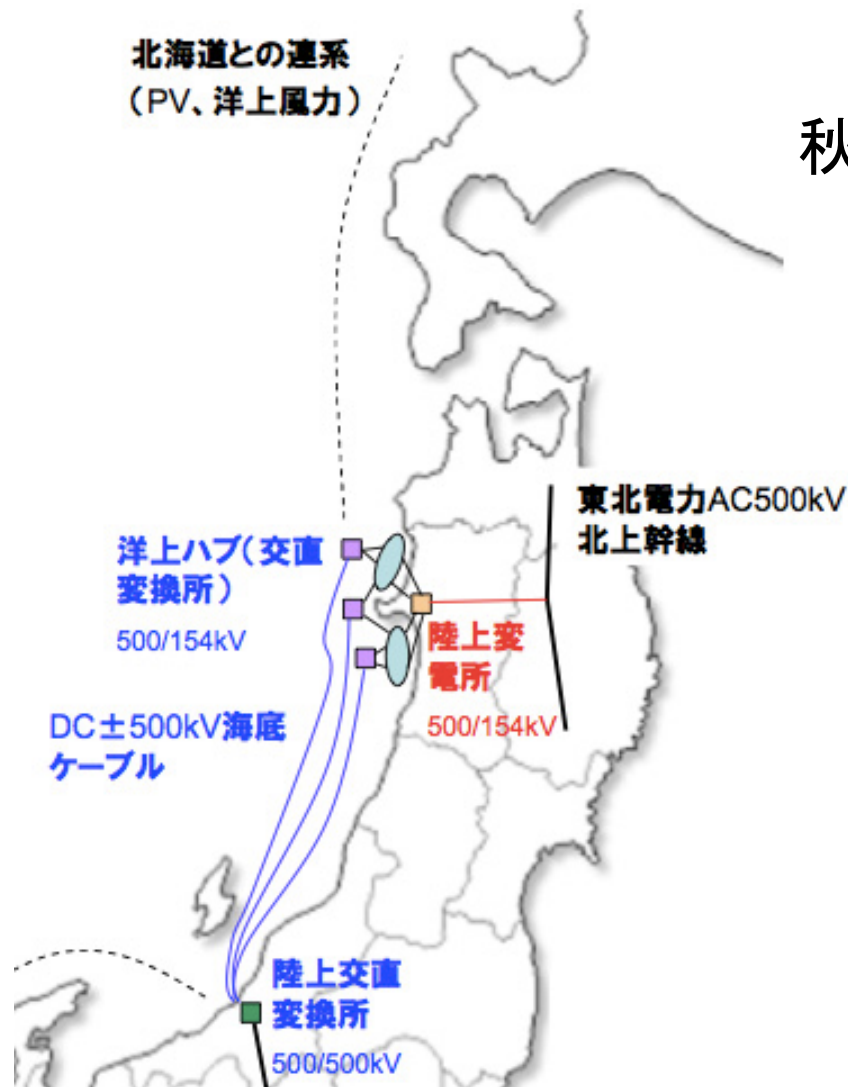 北海道との連系
（PV、洋上風力）
秋
東北電力AC500kV
北上幹線
洋上ハブ（交直
変換所）
500/154kV
陸上変
電所
500/154kV
DC±500kV海底
ケーブル
陸上交直
変換所
500/500kV